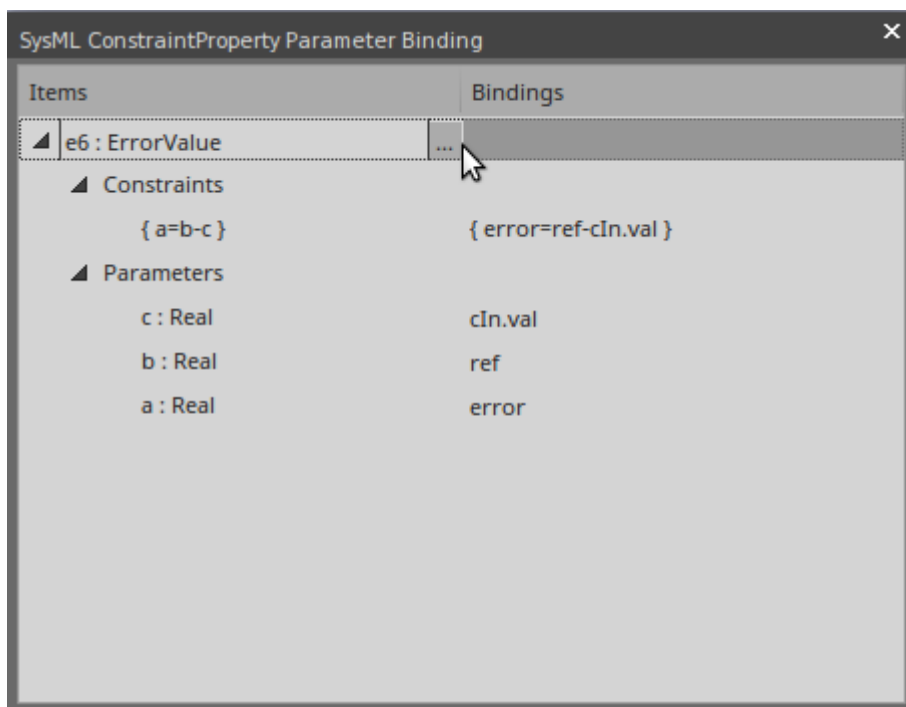 SysML ConstraintProperty Parameter Binding
Items Bindings
e6 : ErrorValue ...
Constraints
{ a=b-c } { error=ref-cIn.val }
Parameters
c : Real cIn.val
b : Real ref
a : Real error